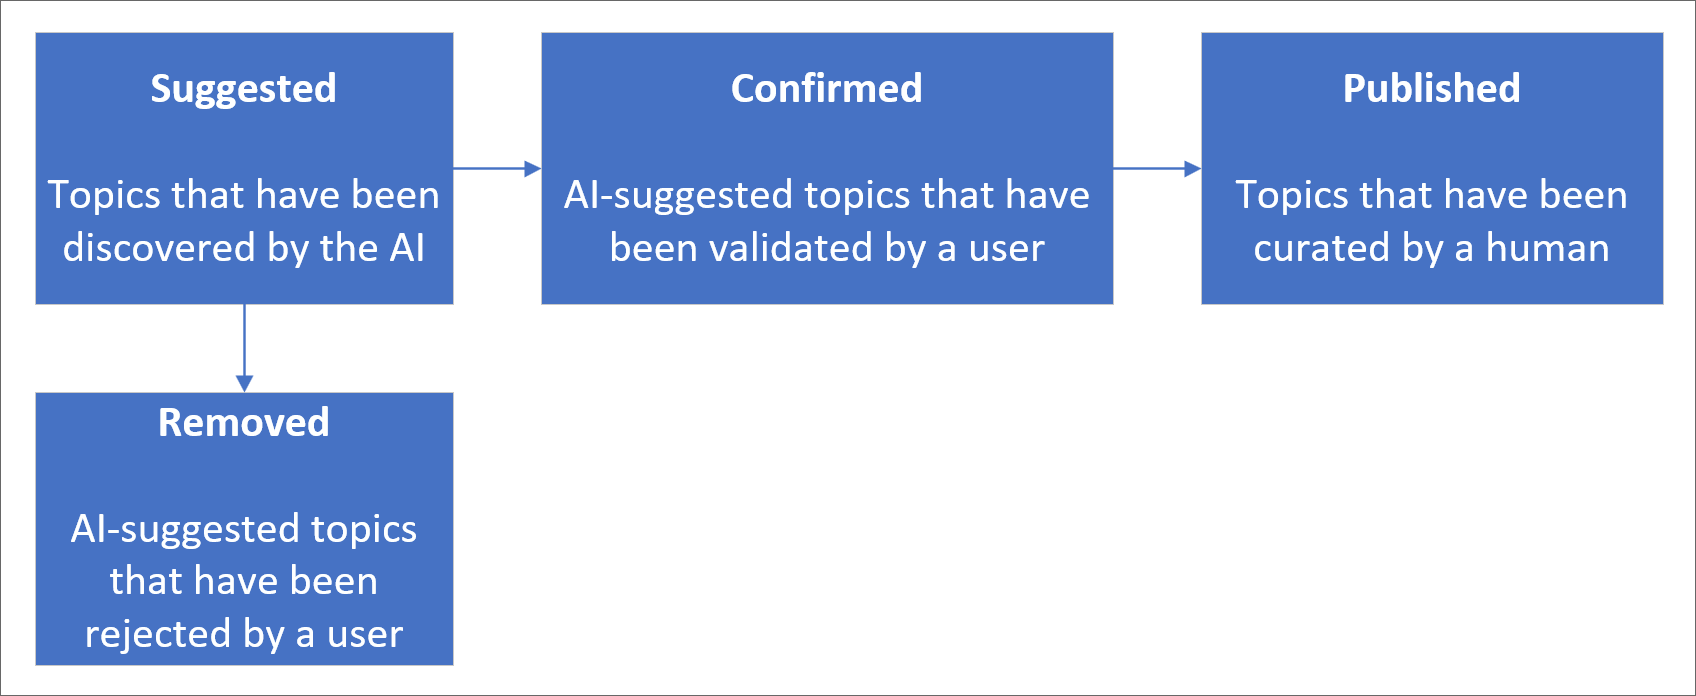 Suggested
Topics that have been
discovered by the AI
Confirmed
AI-suggested topics that have
been validated by a user
Published
Topics that have been
curated by a human
Removed
AI-suggested topics
that have been
rejected by a user